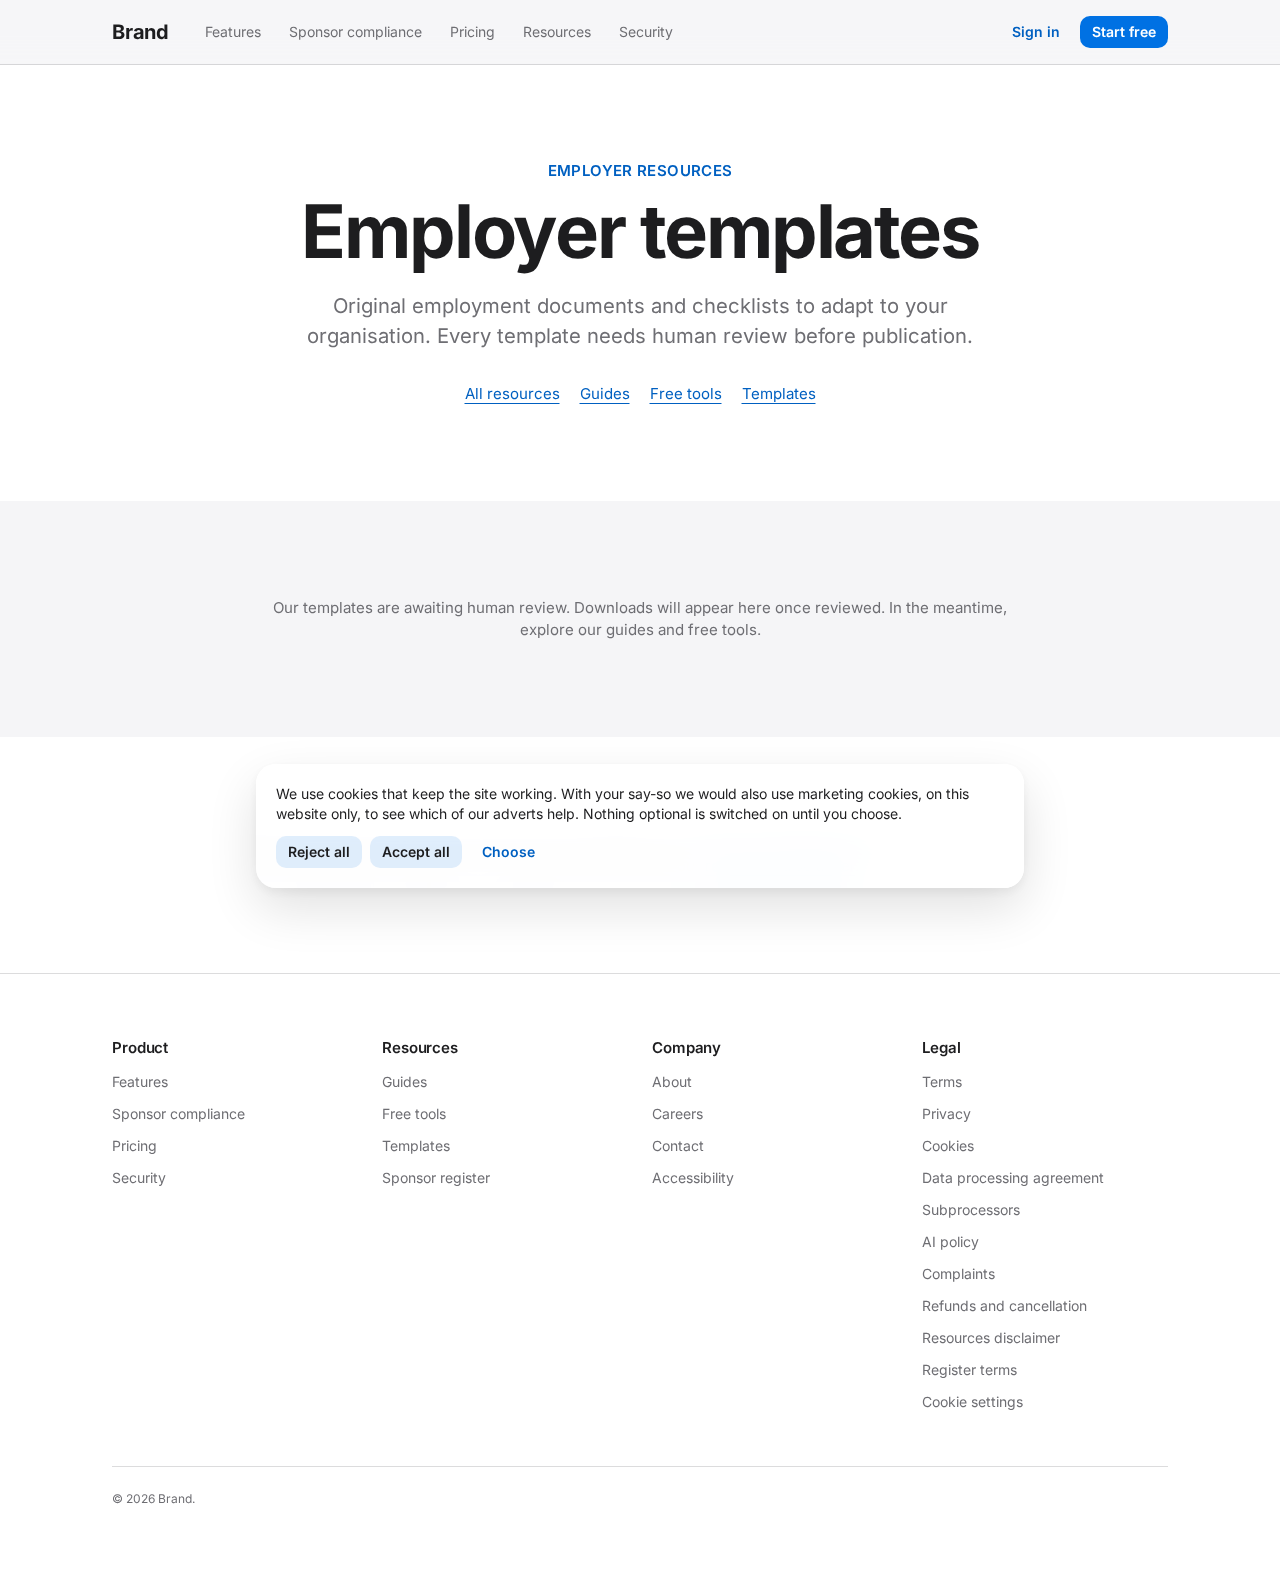 Brand
Features
Sponsor compliance
Pricing
Resources
Security
Sign in
Start free
EMPLOYER RESOURCES
Employer templates
Original employment documents and checklists to adapt to your
organisation. Every template needs human review before publication.
All resources
Guides
Free tools
Templates
Our templates are awaiting human review. Downloads will appear here once reviewed. In the meantime,
explore our guides and free tools.
We use cookies that keep the site working. With your say-so we would also use marketing cookies, on this
website only, to see which of our adverts help. Nothing optional is switched on until you choose.
Reject all
Accept all
Choose
Product
Features
Sponsor compliance
Pricing
Security
Resources
Guides
Free tools
Templates
Sponsor register
Company
About
Careers
Contact
Accessibility
Legal
Terms
Privacy
Cookies
Data processing agreement
Subprocessors
AI policy
Complaints
Refunds and cancellation
Resources disclaimer
Register terms
Cookie settings
© 2026 Brand.